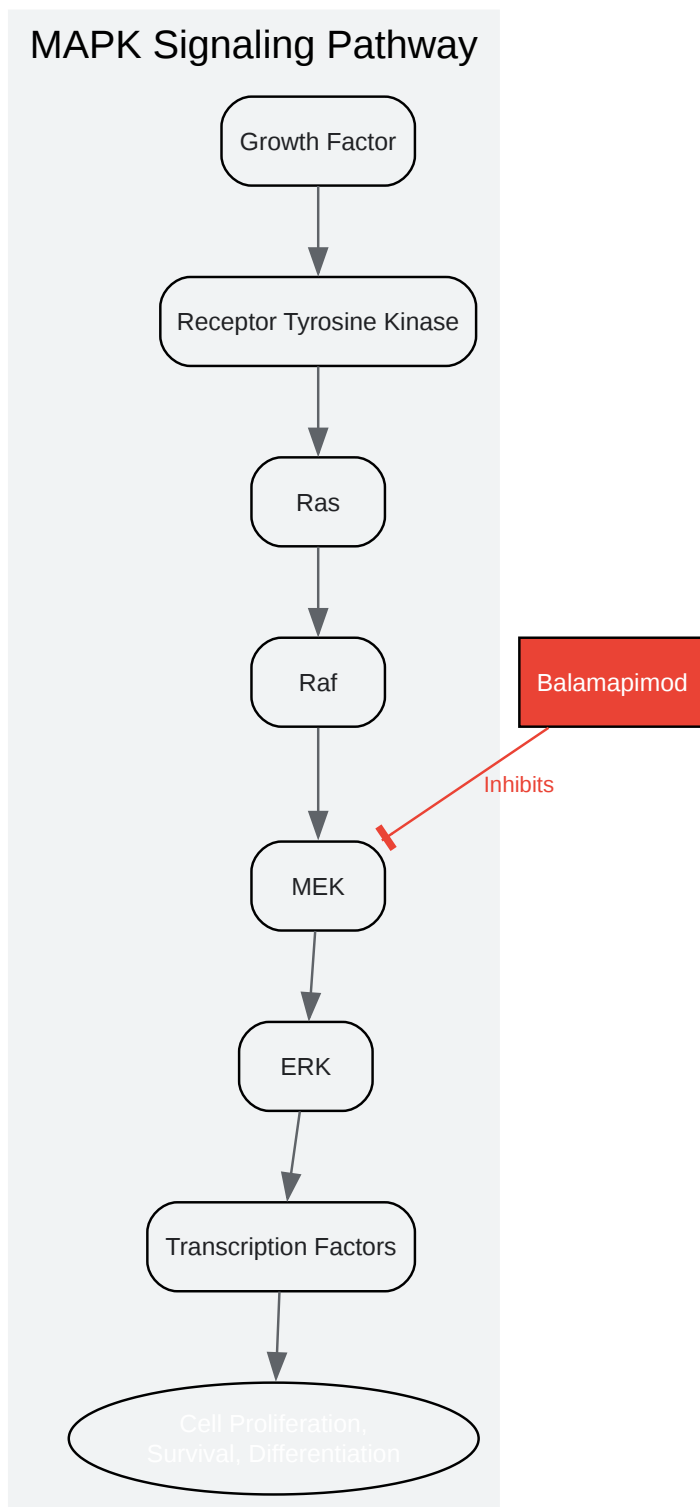 MAPK Signaling Pathway
Growth Factor
Receptor Tyrosine Kinase
Ras
Raf
Balamapimod
Inhibits
MEK
ERK
Transcription Factors
Cell Proliferation,
Survival, Differentiation